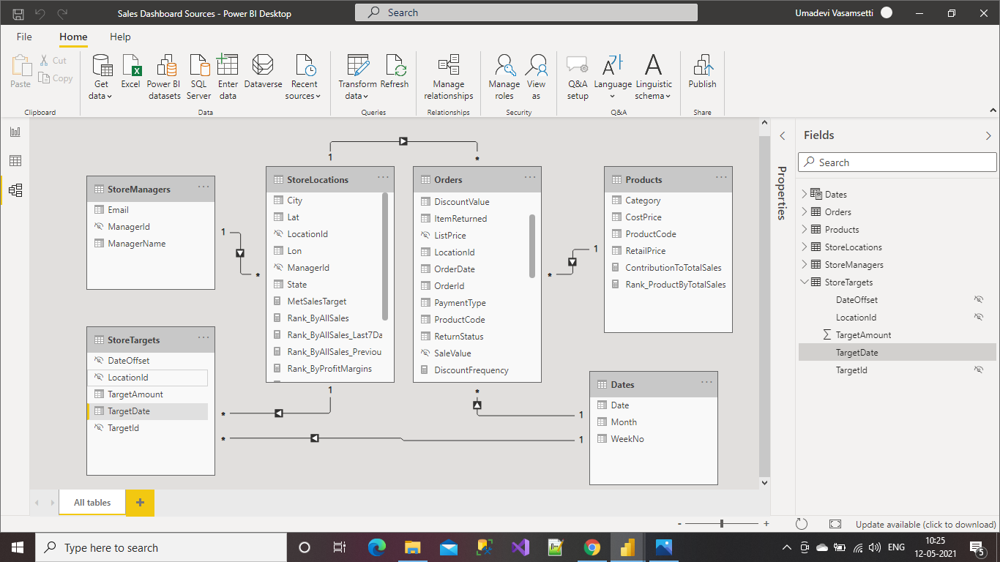 Sales Dashboard Sources - Power BI Desktop
Search
Umadevi Vasamsetti
File Home Help
Paste
Cut
Copy
Get data
Excel
Power BI datasets
SQL Server
Enter data
Dataverse
Recent sources
Transform data
Refresh
Manage relationships
Manage roles
View as
Q&A setup
Language
Linguistic schema
Publish
Clipboard
Data
Queries
Relationships
Security
Q&A
Share
1
*
StoreManagers
Email
ManagerId
ManagerName
1
*
StoreLocations
City
Lat
LocationId
Lon
ManagerId
State
MetSalesTarget
Rank_ByAllSales
Rank_ByAllSales_Last7Da
Rank_ByAllSales_Previou
Rank_ByProfitMargins
Orders
DiscountValue
ItemReturned
ListPrice
LocationId
OrderDate
OrderId
PaymentType
ProductCode
ReturnStatus
SaleValue
DiscountFrequency
1
*
Products
Category
CostPrice
ProductCode
RetailPrice
ContributionToTotalSales
Rank_ProductByTotalSales
StoreTargets
DateOffset
LocationId
TargetAmount
TargetDate
TargetId
1
*
*
1
*
1
Dates
Date
Month
WeekNo
Properties
Fields
Search
Dates
Orders
Products
StoreLocations
StoreManagers
StoreTargets
DateOffset
LocationId
TargetAmount
TargetDate
TargetId
All tables
+
- +
Update available (click to download)
Type here to search
ENG
10:25
12-05-2021
5